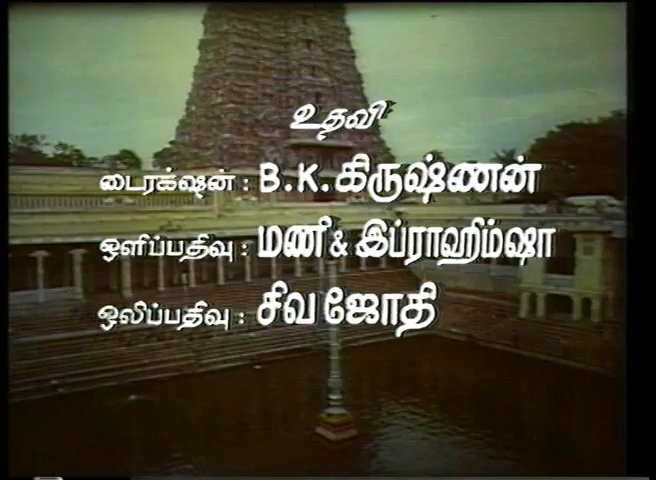 உதவி
டைரக்ஷன் : B.K.கிருஷ்ணன்
ஒளிப்பதிவு : மணி & இப்ராஹிம்ஷா
ஒலிப்பதிவு : சிவ ஜோதி